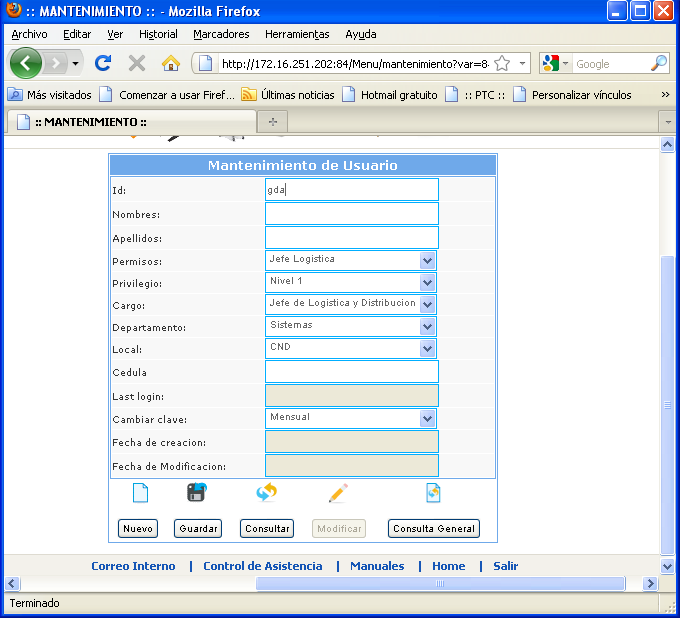 :: MANTENIMIENTO :: - Mozilla Firefox
Archivo Editar Ver Historial Marcadores Herramientas Ayuda
http://172.16.251.202:84/Menu/mantenimiento?var=8 Google
Más visitados Comenzar a usar Firef... Últimas noticias Hotmail gratuito :: PTC :: Personalizar vínculos »
:: MANTENIMIENTO ::
Mantenimiento de Usuario
Id: gda
Nombres:
Apellidos:
Permisos: Jefe Logistica
Privilegio: Nivel 1
Cargo: Jefe de Logistica y Distribucion
Departamento: Sistemas
Local: CND
Cedula
Last login:
Cambiar clave: Mensual
Fecha de creacion:
Fecha de Modificacion:
Nuevo Guardar Consultar Modificar Consulta General
Correo Interno | Control de Asistencia | Manuales | Home | Salir
Terminado